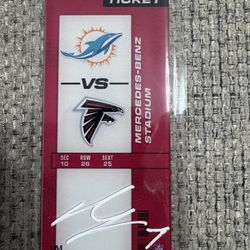 TICKET
VS
MERCEDES-BENZ
STADIUM
SEC ROW SEAT
10 26 25